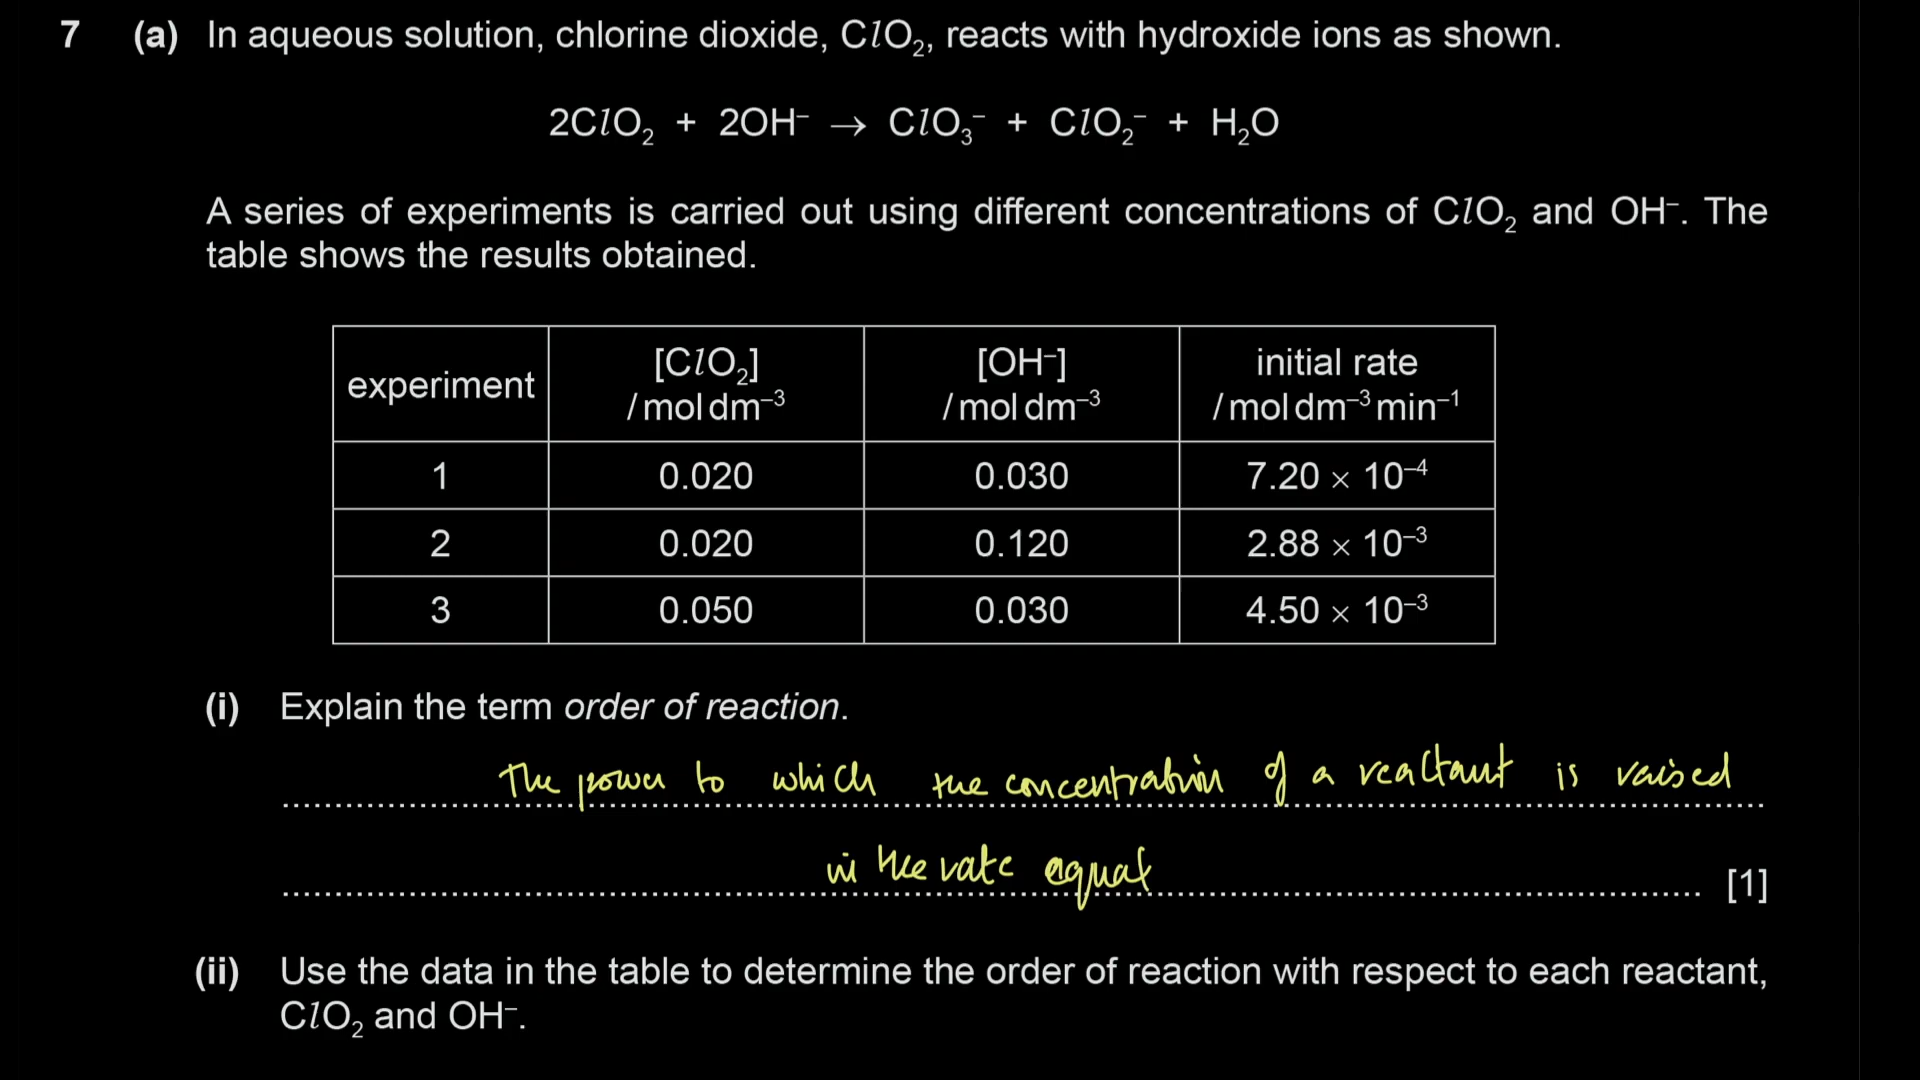 7 (a) In aqueous solution, chlorine dioxide, ClO₂, reacts with hydroxide ions as shown.
2ClO₂ + 2OH⁻ → ClO₃⁻ + ClO₂⁻ + H₂O
A series of experiments is carried out using different concentrations of ClO₂ and OH⁻. The
table shows the results obtained.
experiment [ClO₂] /mol dm⁻³ [OH⁻] /mol dm⁻³ initial rate /mol dm⁻³ min⁻¹
1 0.020 0.030 7.20 × 10⁻⁴
2 0.020 0.120 2.88 × 10⁻³
3 0.050 0.030 4.50 × 10⁻³
(i) Explain the term order of reaction.
The power to which the concentration of a reactant is raised
in the rate equat
[1]
(ii) Use the data in the table to determine the order of reaction with respect to each reactant,
ClO₂ and OH⁻.